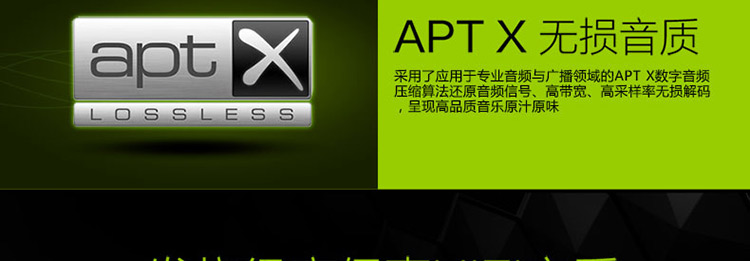 apt X
LOSSLESS
APT X 无损音质
采用了应用于专业音频与广播领域的APT X数字音频
压缩算法还原音频信号、高带宽、高采样率无损解码
，呈现高品质音乐原汁原味